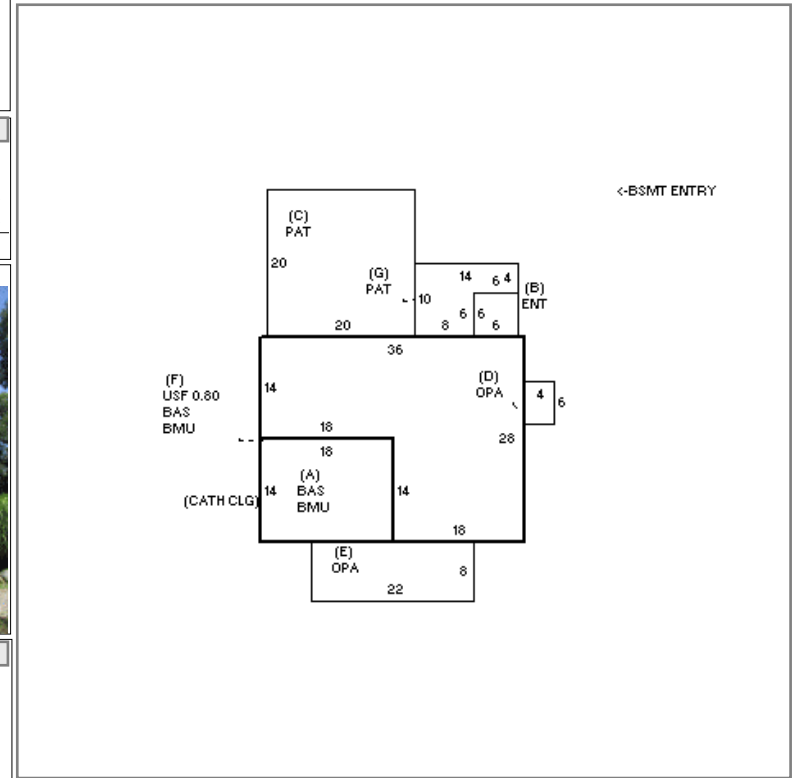 <-BSMT ENTRY
(C)
PAT
20
(G)
PAT
14
6 4
(B)
ENT
10
6 6
20
8
6
36
(F)
USF 0.80
BAS
BMU
14
(D)
OPA
4
6
18
28
18
(A)
BAS
BMU
14
14
(CATH CLG)
18
(E)
OPA
8
22